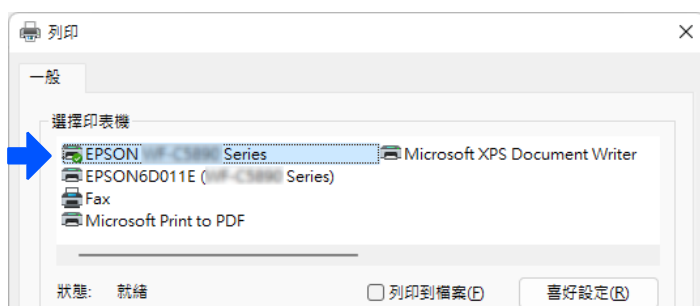 列印
一般
選擇印表機
EPSON Series
Microsoft XPS Document Writer
EPSON6D011E ( Series)
Fax
Microsoft Print to PDF
狀態: 就緒
列印到檔案(F)
喜好設定(R)